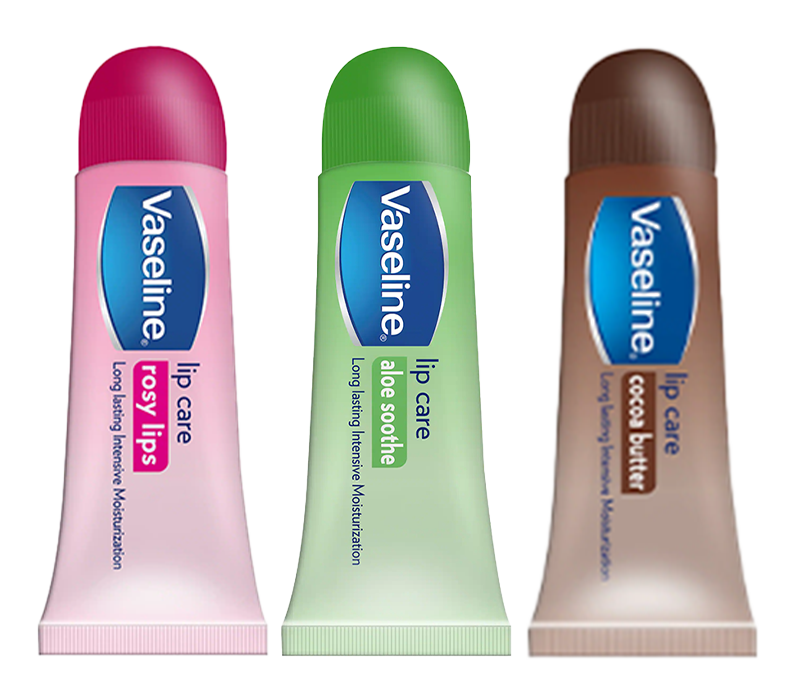 Vaseline®
lip care
rosy lips
Long lasting Intensive Moisturization
Vaseline®
lip care
aloe soothe
Long lasting Intensive Moisturization
Vaseline®
lip care
cocoa butter
Long lasting Intensive Moisturization